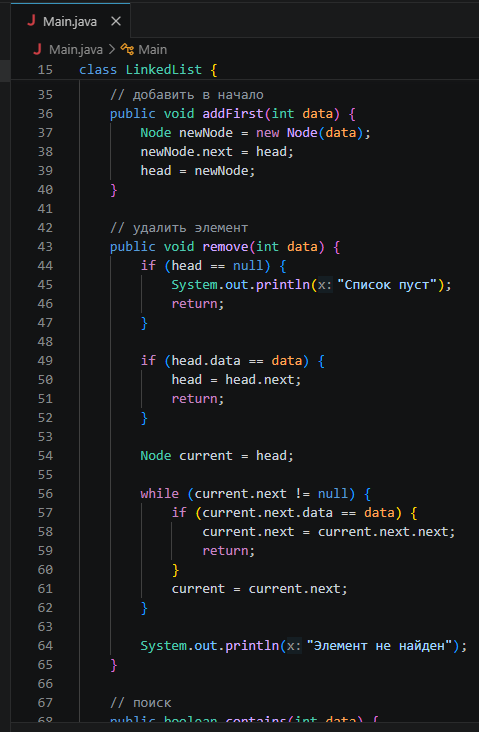 J Main.java ×
J Main.java > Main
15 class LinkedList {
35 // добавить в начало
36 public void addFirst(int data) {
37 Node newNode = new Node(data);
38 newNode.next = head;
39 head = newNode;
40 }
41
42 // удалить элемент
43 public void remove(int data) {
44 if (head == null) {
45 System.out.println(x: "Список пуст");
46 return;
47 }
48
49 if (head.data == data) {
50 head = head.next;
51 return;
52 }
53
54 Node current = head;
55
56 while (current.next != null) {
57 if (current.next.data == data) {
58 current.next = current.next.next;
59 return;
60 }
61 current = current.next;
62 }
63
64 System.out.println(x: "Элемент не найден");
65 }
66
67 // поиск
68 public boolean contains(int data) {